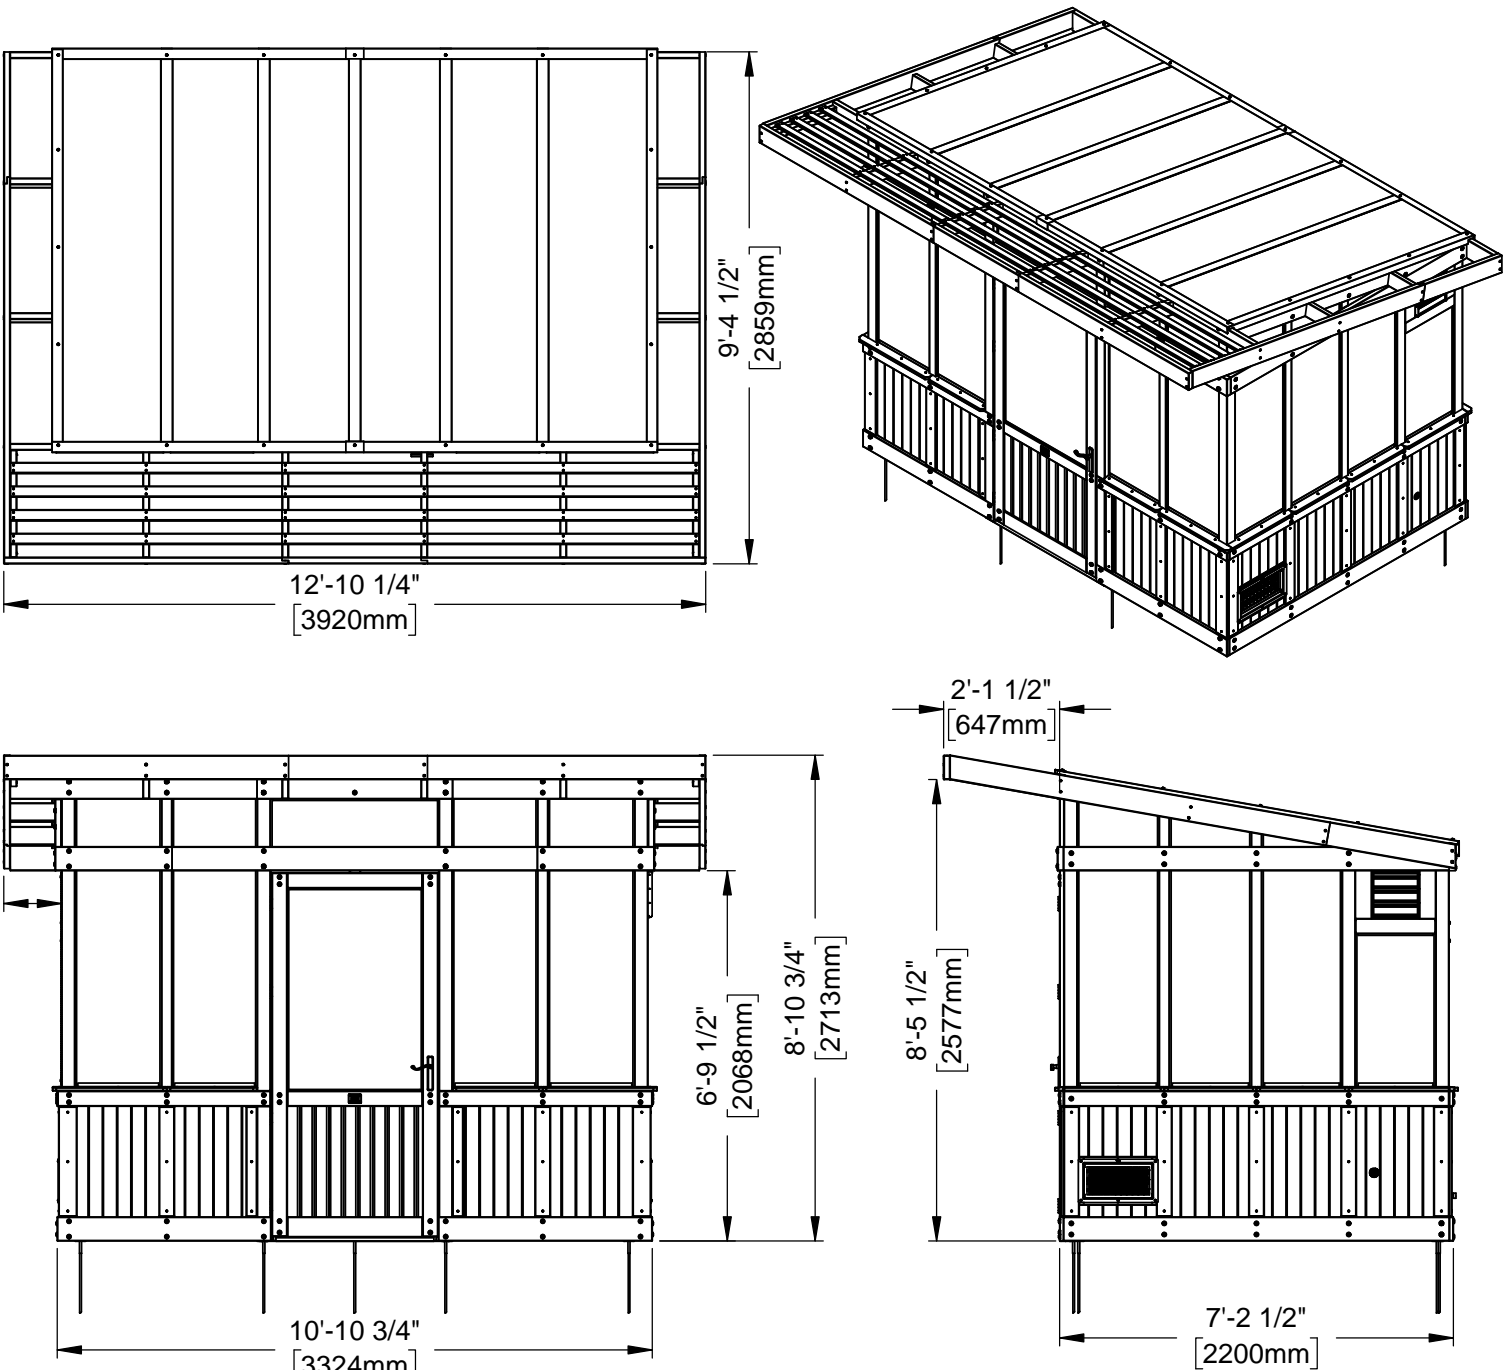 9'-4 1/2"
[2859mm]
12'-10 1/4"
[3920mm]
2'-1 1/2"
[647mm]
6'-9 1/2"
[2068mm]
8'-10 3/4"
[2713mm]
8'-5 1/2"
[2577mm]
10'-10 3/4"
[3324mm]
7'-2 1/2"
[2200mm]